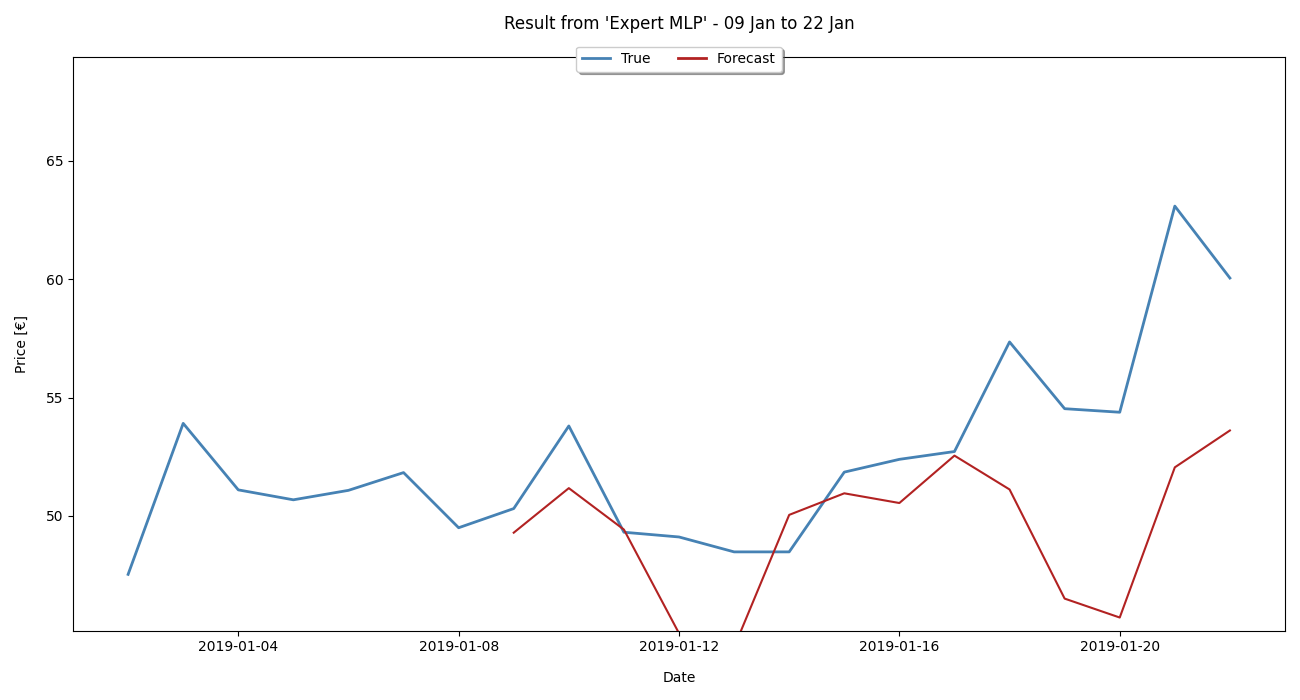 Result from 'Expert MLP' - 09 Jan to 22 Jan
True Forecast
65
60
55
50
Price [€]
2019-01-04 2019-01-08 2019-01-12 2019-01-16 2019-01-20
Date